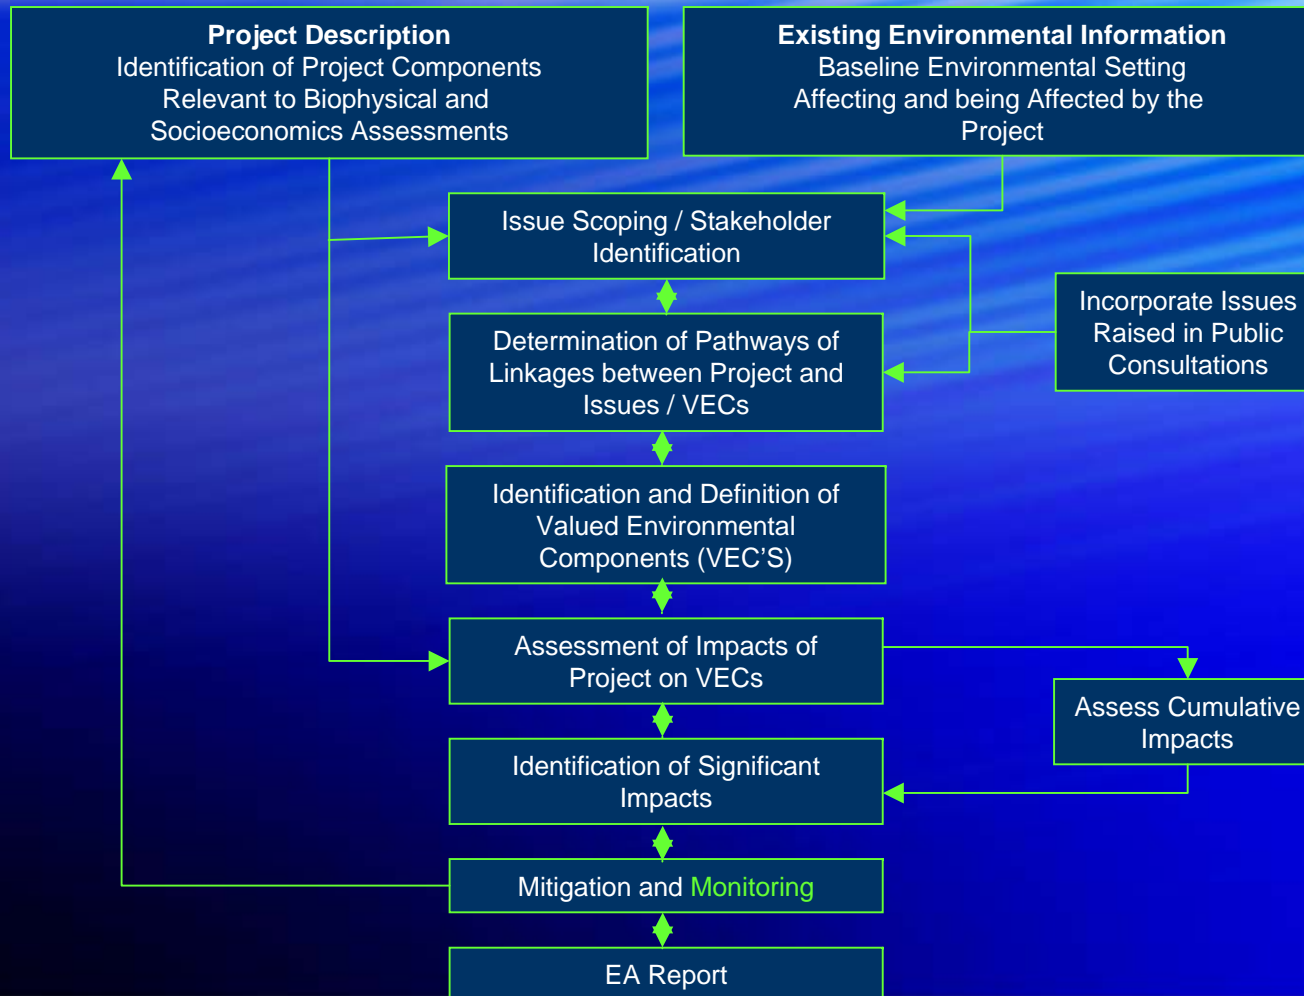 Project Description
Identification of Project Components
Relevant to Biophysical and
Socioeconomics Assessments
Existing Environmental Information
Baseline Environmental Setting
Affecting and being Affected by the
Project
Issue Scoping / Stakeholder
Identification
Incorporate Issues
Raised in Public
Consultations
Determination of Pathways of
Linkages between Project and
Issues / VECs
Identification and Definition of
Valued Environmental
Components (VEC'S)
Assessment of Impacts of
Project on VECs
Assess Cumulative
Impacts
Identification of Significant
Impacts
Mitigation and Monitoring
EA Report